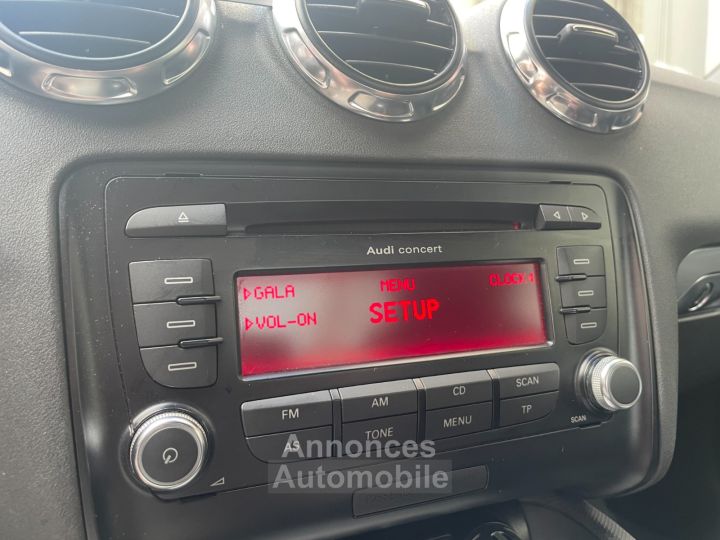 Audi concert
▷GALA MENU CLOCK◁
▷VOL-ON SETUP
FM AM CD SCAN
AS TONE MENU TP
SCAN
Annonces
Automobile